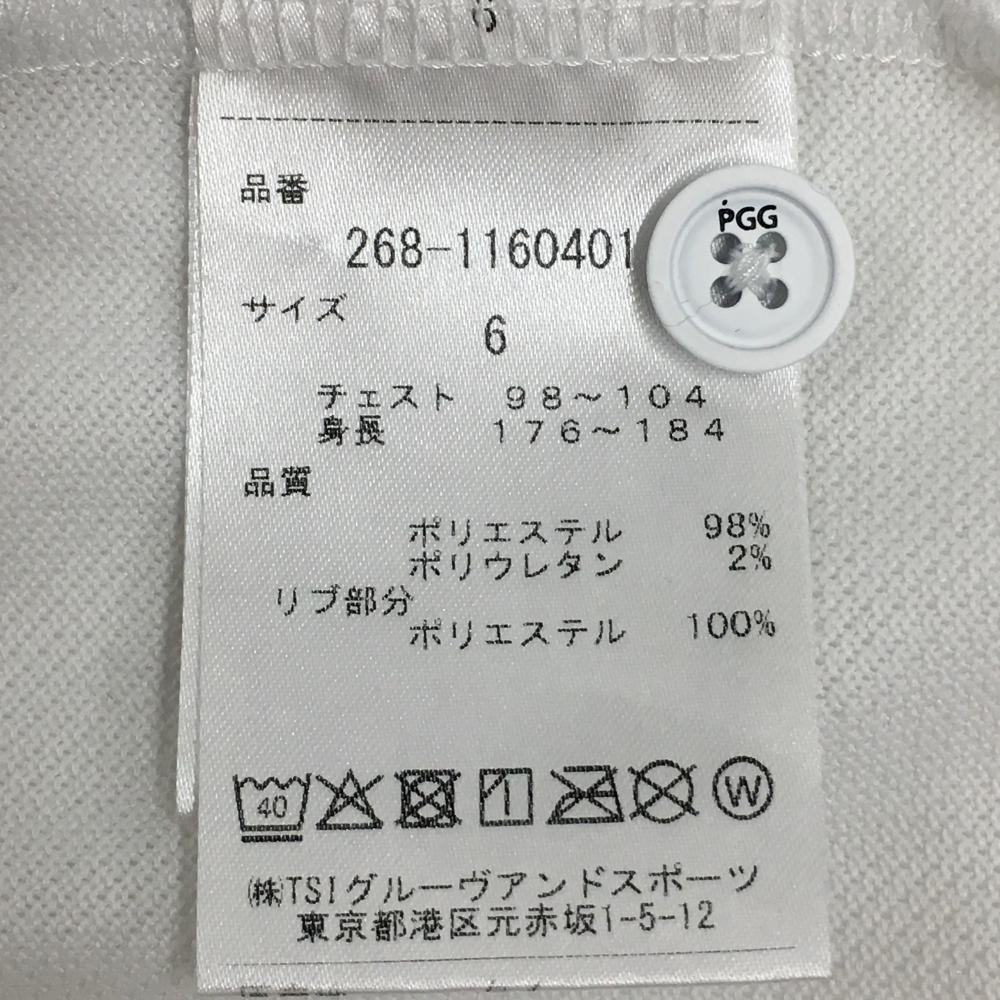 6
品番
268-1160401
PGG
サイズ
6
チェスト 98~104
身長 176~184
品質
ポリエステル 98%
ポリウレタン 2%
リブ部分
ポリエステル 100%
40
W
㈱TSIグルーヴアンドスポーツ
東京都港区元赤坂1-5-12